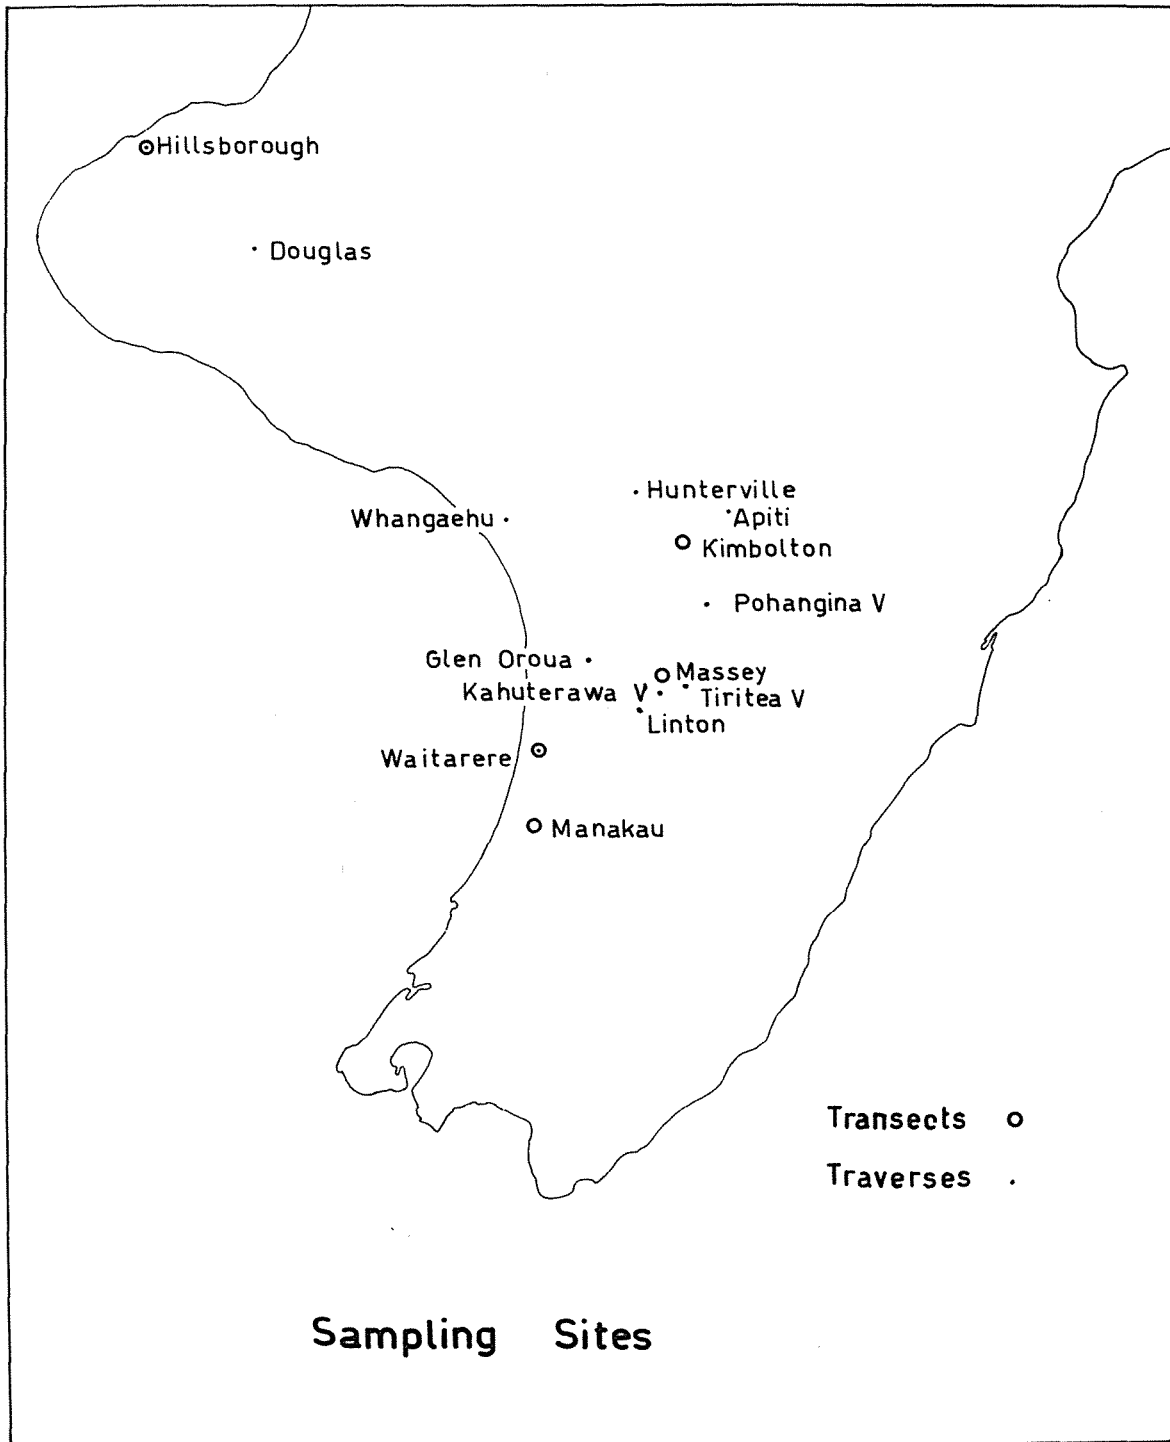 Hillsborough
Douglas
Hunterville
Whangaehu
Apiti
Kimbolton
Pohangina V
Glen Oroua
Massey
Kahuterawa V
Tiritea V
Linton
Waitarere
Manakau
Transects
Traverses
Sampling Sites